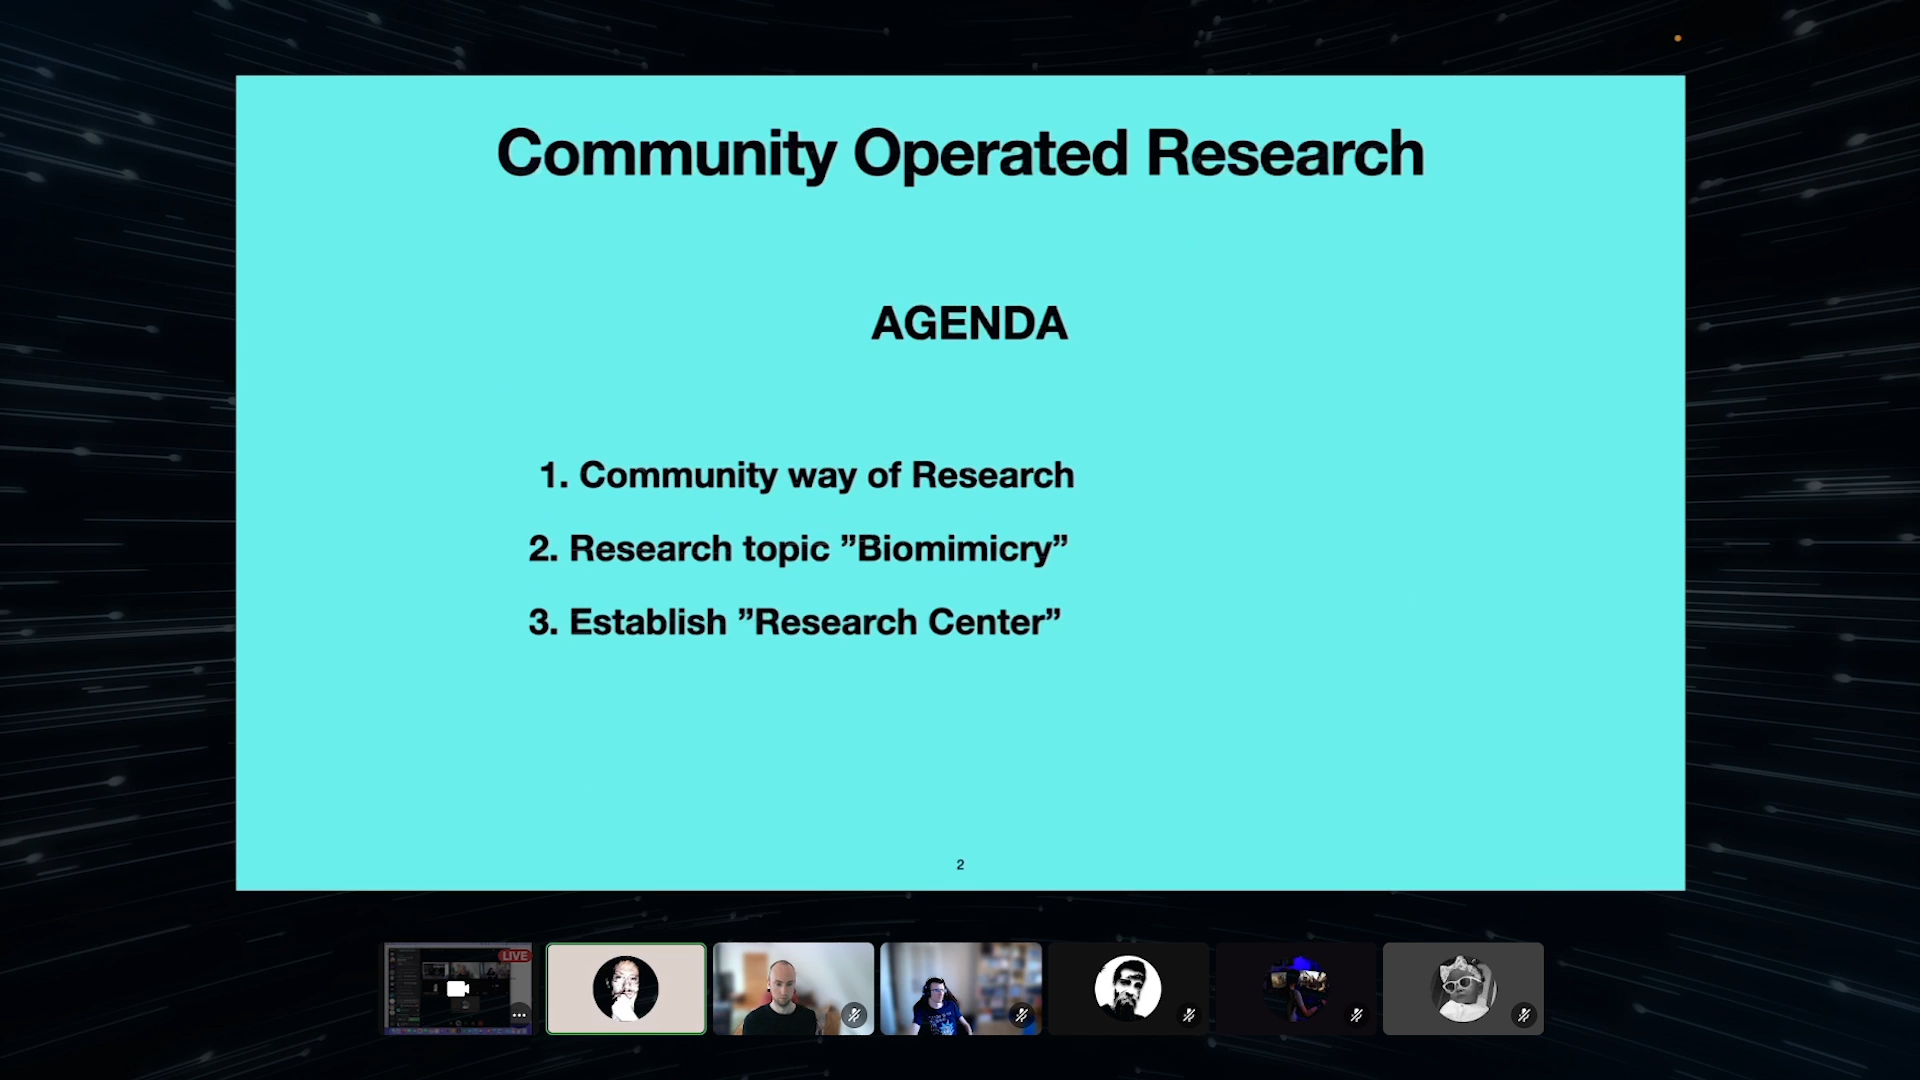 Community Operated Research
AGENDA
1. Community way of Research
2. Research topic ”Biomimicry”
3. Establish ”Research Center”
2
LIVE